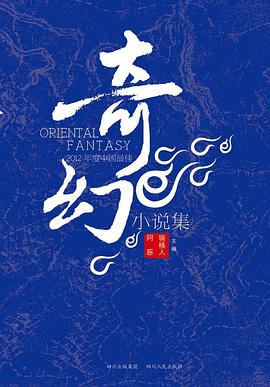 奇幻
ORIENTAL
FANTASY
2012年度中国最佳
小说集
骑桶人
阿豚
主编
四川出版集团 四川人民出版社